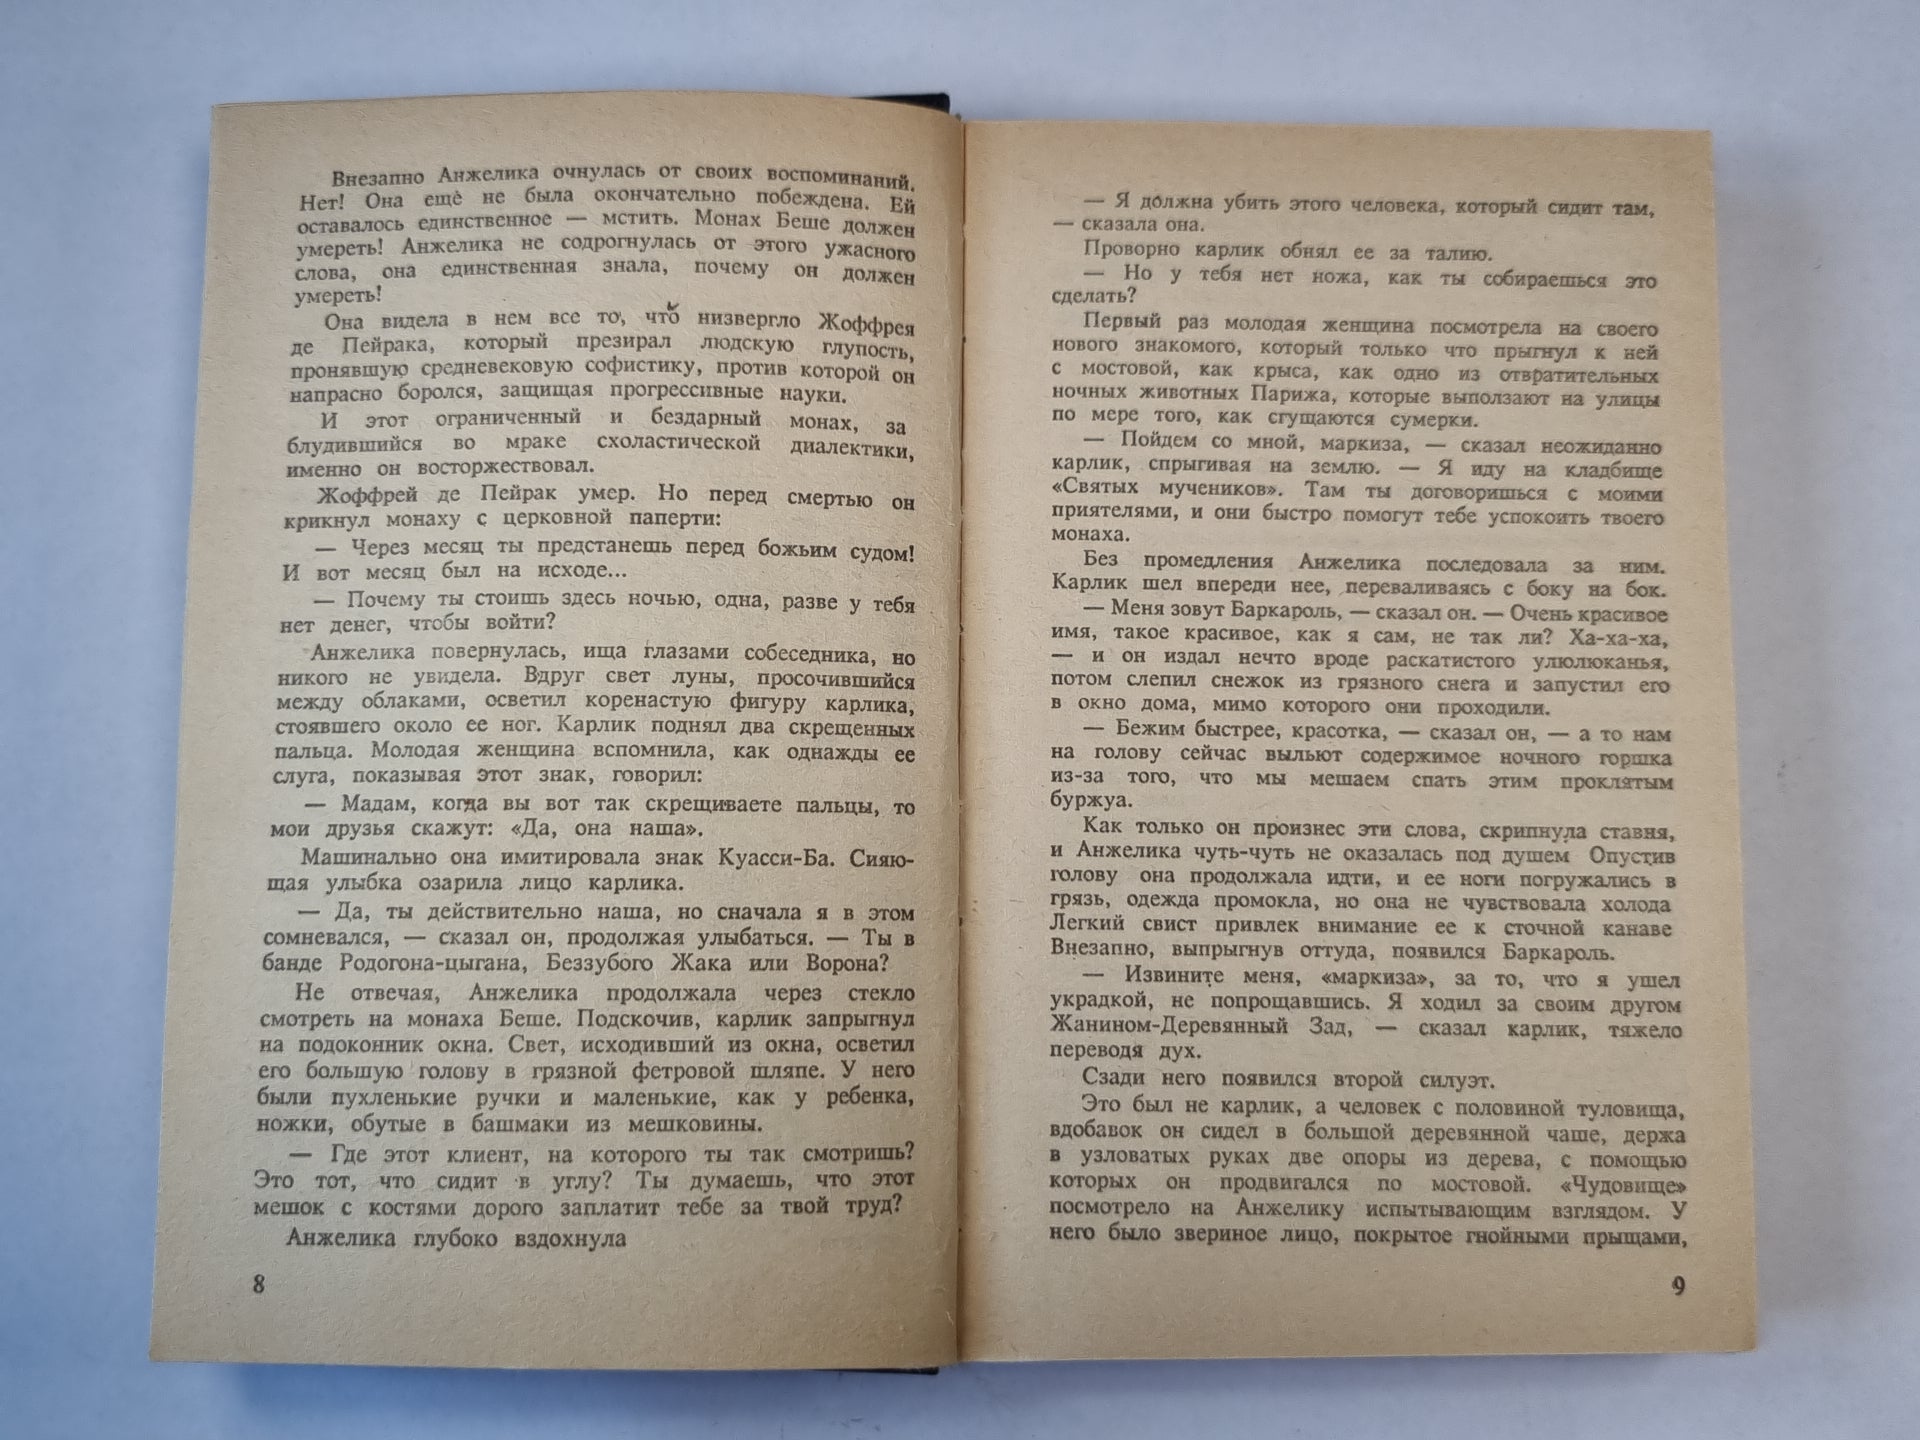 Внезапно Анжелика очнулась от своих воспоминаний.
Нет! Она ещё не была окончательно побеждена. Ей
оставалось единственное — мстить. Монах Беше должен
умереть! Анжелика не содрогнулась от этого ужасного
слова, она единственная знала, почему он должен
умереть!
Она видела в нем все то, что низвергло Жоффрея
де Пейрака, который презирал людскую глупость,
пронявшую средневековую софистику, против которой он
напрасно боролся, защищая прогрессивные науки.
И этот ограниченный и бездарный монах, за
блудившийся во мраке схоластической диалектики,
именно он восторжествовал.
Жоффрей де Пейрак умер. Но перед смертью он
крикнул монаху с церковной паперти:
— Через месяц ты предстанешь перед божьим судом!
И вот месяц был на исходе...
— Почему ты стоишь здесь ночью, одна, разве у тебя
нет денег, чтобы войти?
Анжелика повернулась, ища глазами собеседника, но
никого не увидела. Вдруг свет луны, просочившийся
между облаками, осветил коренастую фигуру карлика,
стоявшего около ее ног. Карлик поднял два скрещенных
пальца. Молодая женщина вспомнила, как однажды ее
слуга, показывая этот знак, говорил:
— Мадам, когда вы вот так скрещиваете пальцы, то
мои друзья скажут: «Да, она наша».
Машинально она имитировала знак Куасси-Ба. Сияю-
щая улыбка озарила лицо карлика.
— Да, ты действительно наша, но сначала я в этом
сомневался, — сказал он, продолжая улыбаться. — Ты в
банде Родогона-цыгана, Беззубого Жака или Ворона?
Не отвечая, Анжелика продолжала через стекло
смотреть на монаха Беше. Подскочив, карлик запрыгнул
на подоконник окна. Свет, исходивший из окна, осветил
его большую голову в грязной фетровой шляпе. У него
были пухленькие ручки и маленькие, как у ребенка,
ножки, обутые в башмаки из мешковины.
— Где этот клиент, на которого ты так смотришь?
Это тот, что сидит в углу? Ты думаешь, что этот
мешок с костями дорого заплатит тебе за твой труд?
Анжелика глубоко вздохнула
8
— Я должна убить этого человека, который сидит там,
— сказала она.
Проворно карлик обнял ее за талию.
— Но у тебя нет ножа, как ты собираешься это
сделать?
Первый раз молодая женщина посмотрела на своего
нового знакомого, который только что прыгнул к ней
с мостовой, как крыса, как одно из отвратительных
ночных животных Парижа, которые выползают на улицы
по мере того, как сгущаются сумерки.
— Пойдем со мной, маркиза, — сказал неожиданно
карлик, спрыгивая на землю. — Я иду на кладбище
«Святых мучеников». Там ты договоришься с моими
приятелями, и они быстро помогут тебе успокоить твоего
монаха.
Без промедления Анжелика последовала за ним.
Карлик шел впереди нее, переваливаясь с боку на бок.
— Меня зовут Баркароль, — сказал он. — Очень красивое
имя, такое красивое, как я сам, не так ли? Ха-ха-ха,
— и он издал нечто вроде раскатистого улюлюканья,
потом слепил снежок из грязного снега и запустил его
в окно дома, мимо которого они проходили.
— Бежим быстрее, красотка, — сказал он, — а то нам
на голову сейчас выльют содержимое ночного горшка
из-за того, что мы мешаем спать этим проклятым
буржуа.
Как только он произнес эти слова, скрипнула ставня,
и Анжелика чуть-чуть не оказалась под душем Опустив
голову она продолжала идти, и ее ноги погружались в
грязь, одежда промокла, но она не чувствовала холода
Легкий свист привлек внимание ее к сточной канаве
Внезапно, выпрыгнув оттуда, появился Баркароль.
— Извините меня, «маркиза», за то, что я ушел
украдкой, не попрощавшись. Я ходил за своим другом
Жанином-Деревянный Зад, — сказал карлик, тяжело
переводя дух.
Сзади него появился второй силуэт.
Это был не карлик, а человек с половиной туловища,
вдобавок он сидел в большой деревянной чаше, держа
в узловатых руках две опоры из дерева, с помощью
которых он продвигался по мостовой. «Чудовище»
посмотрело на Анжелику испытывающим взглядом. У
него было звериное лицо, покрытое гнойными прыщами,
9